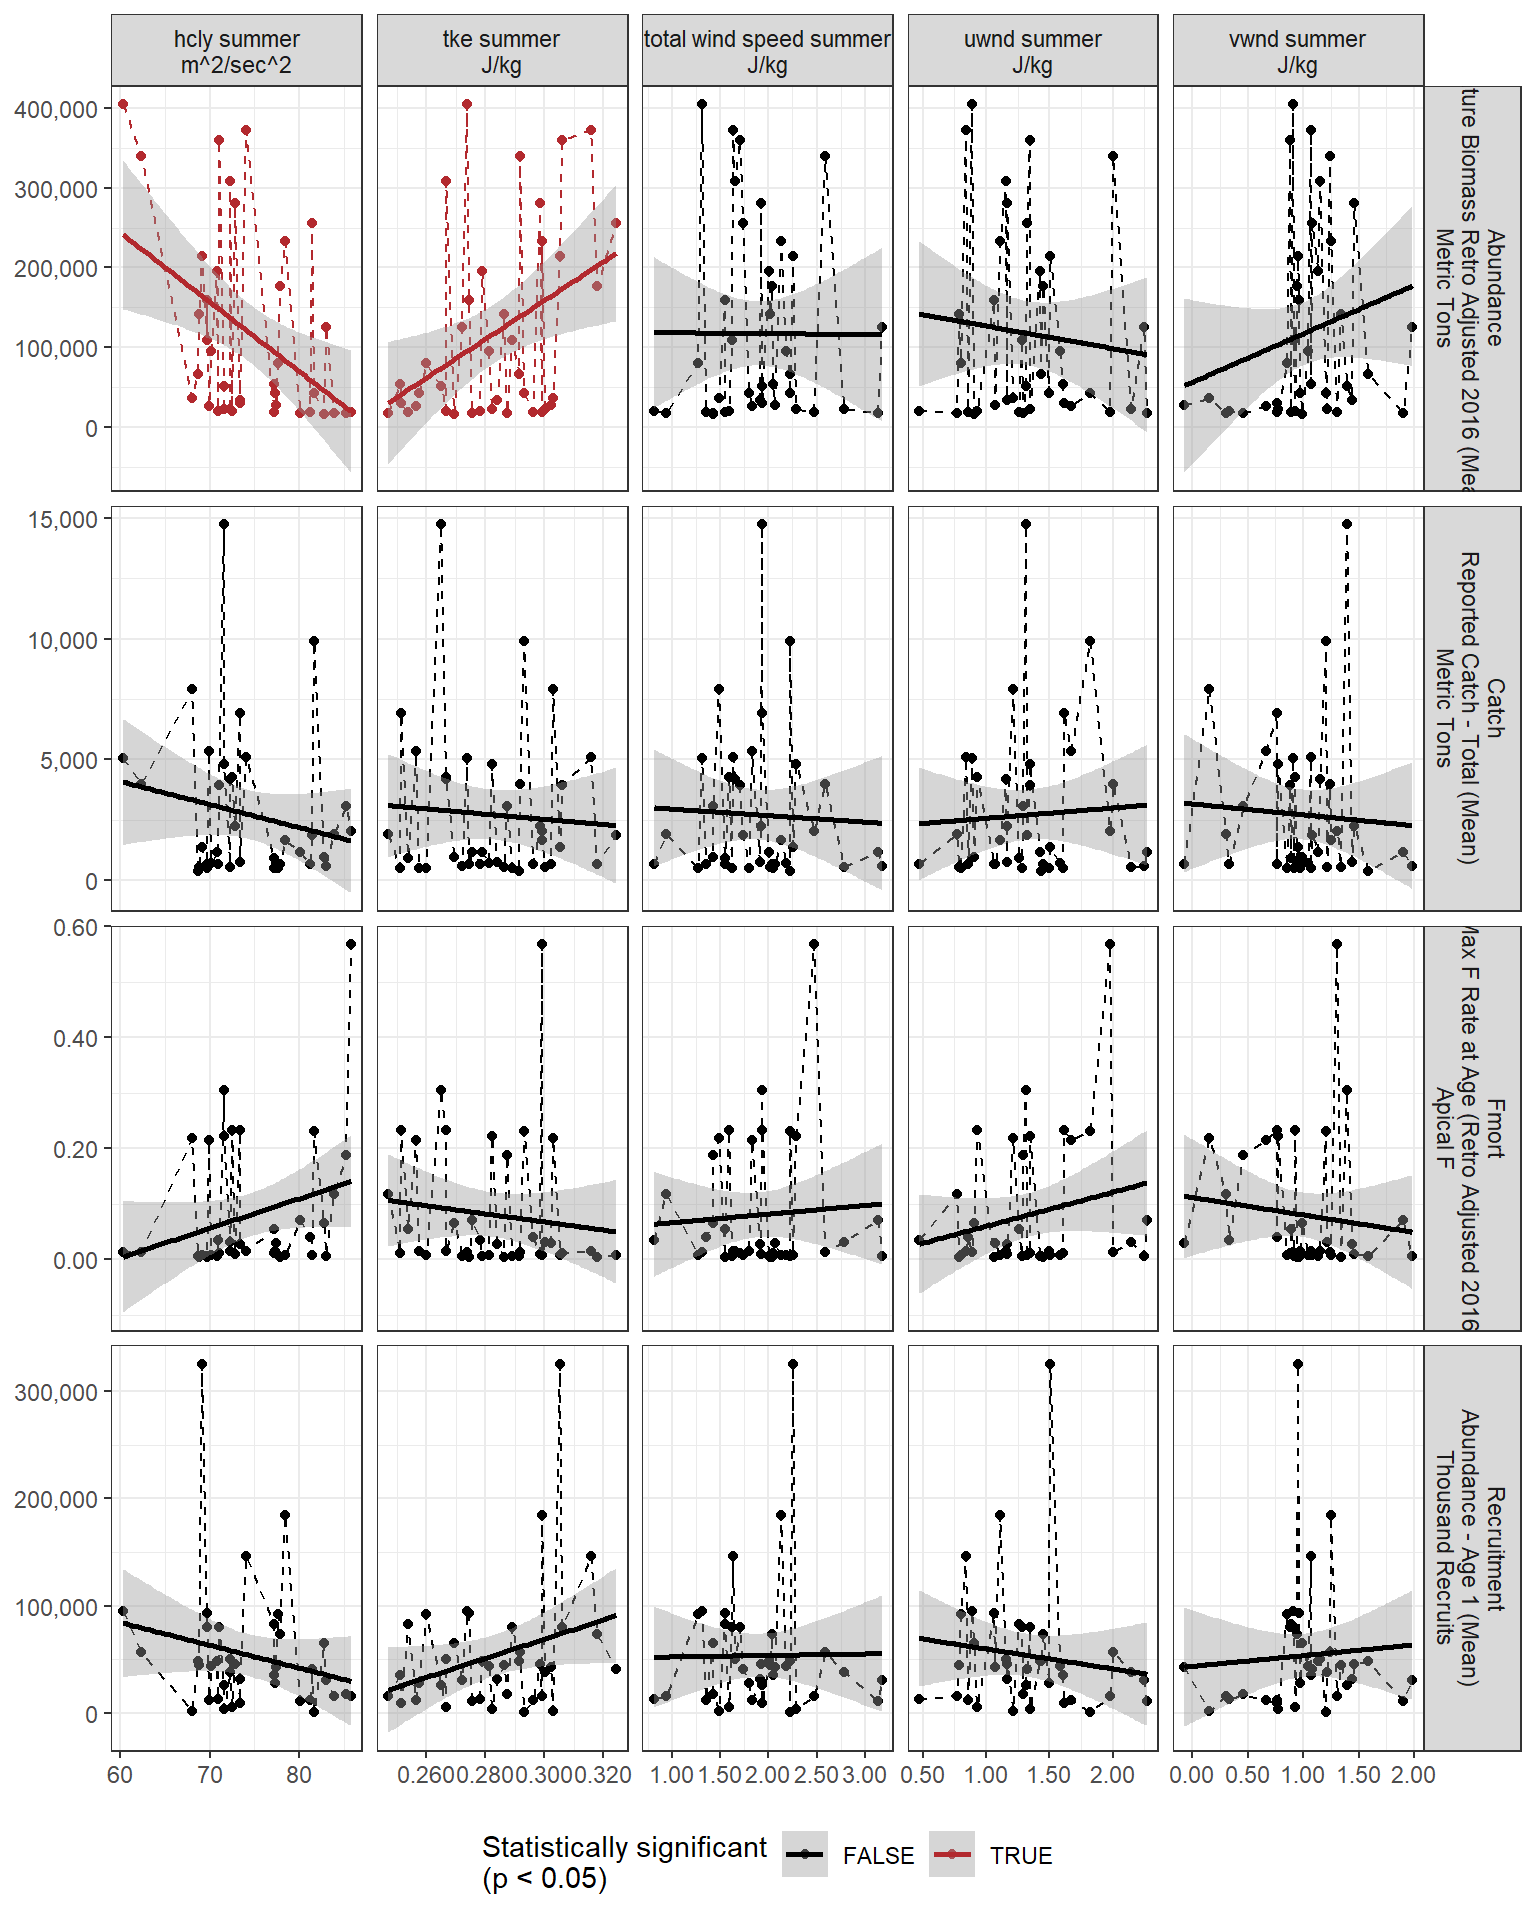 hcly summer
m^2/sec^2
tke summer
J/kg
total wind speed summer
J/kg
uwnd summer
J/kg
vwnd summer
J/kg
400,000
300,000
200,000
100,000
0
Abundance
Biomass Retro Adjusted 2016
Metric Tons
15,000
10,000
5,000
0
Catch
Reported Catch - Total (Mean)
Metric Tons
0.60
0.40
0.20
0.00
Fmort
F Rate at Age (Retro Adjusted 2016
Apical F
300,000
200,000
100,000
0
Recruitment
Abundance - Age 1 (Mean)
Thousand Recruits
60 70 80
0.260 0.280 0.300 0.320
1.00 1.50 2.00 2.50 3.00
0.50 1.00 1.50 2.00
0.00 0.50 1.00 1.50 2.00
Statistically significant
(p < 0.05)
FALSE
TRUE